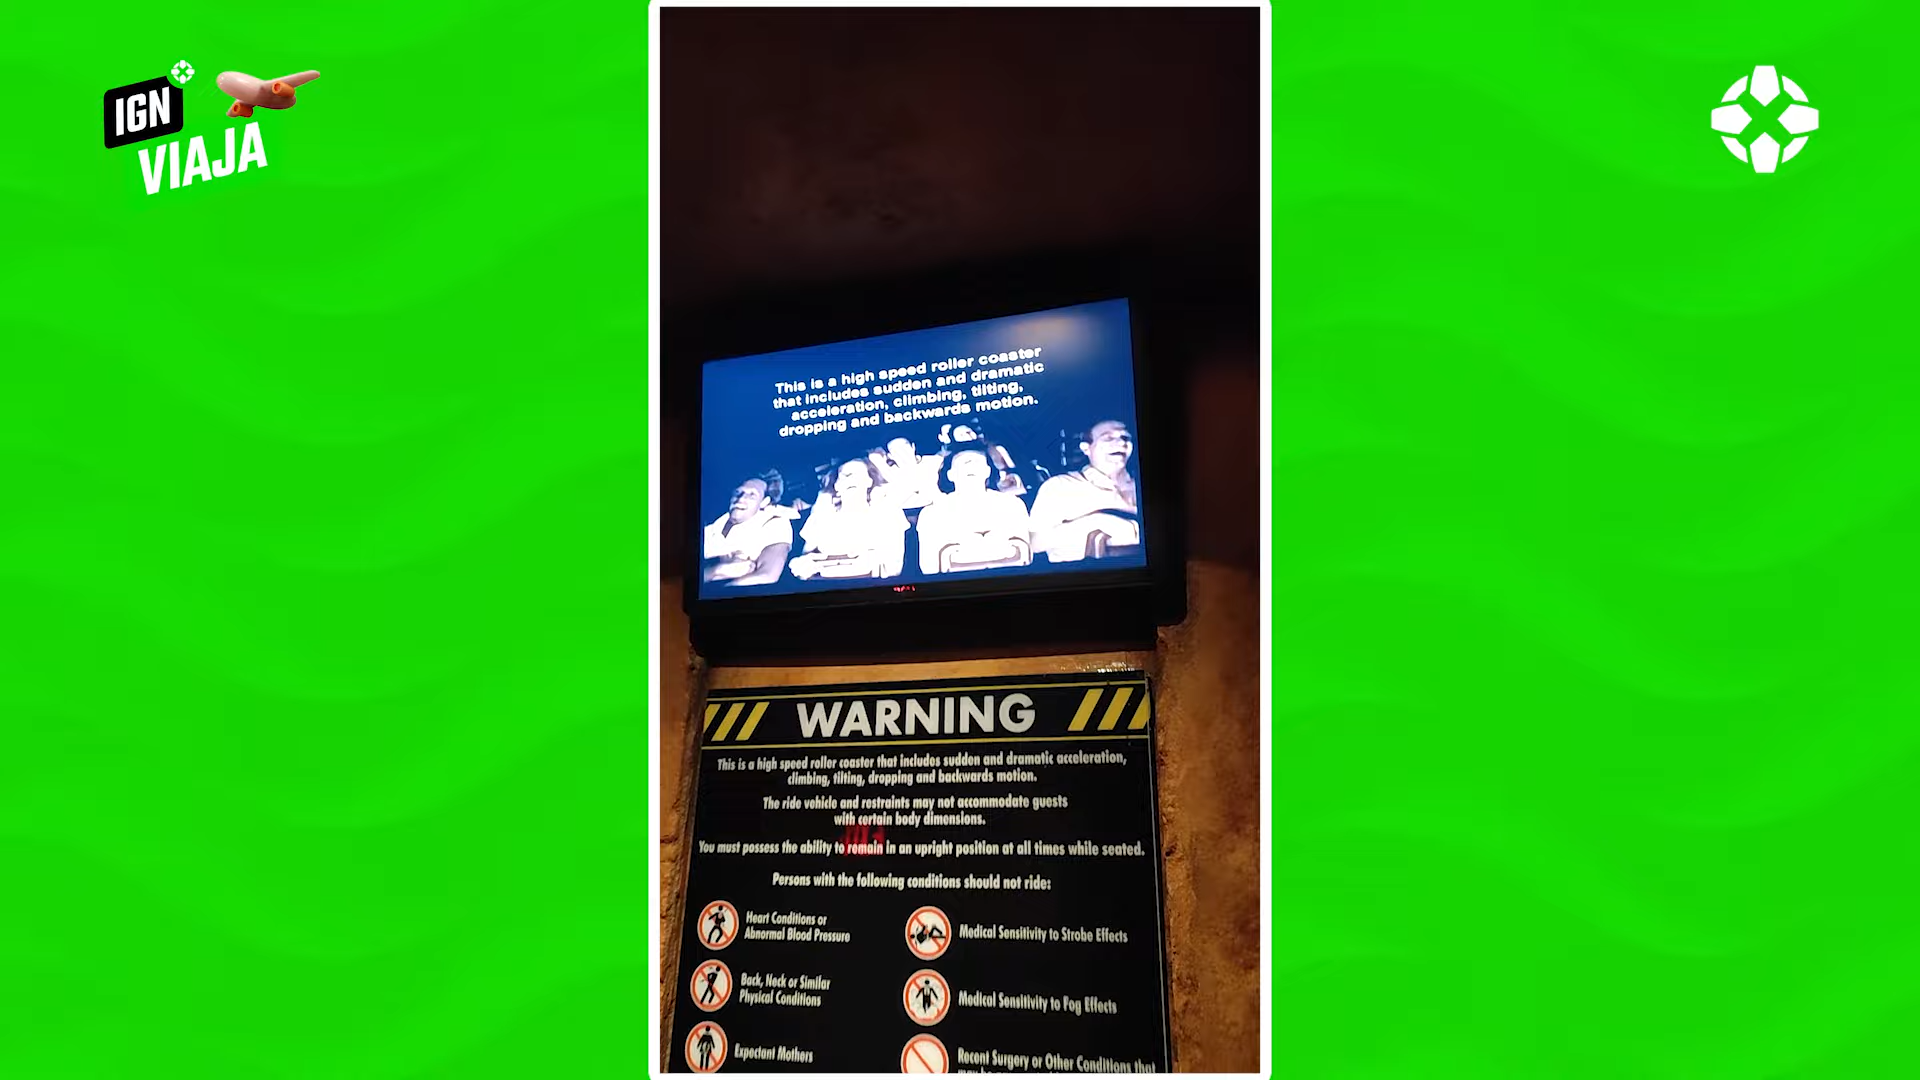 IGN
VIAJA
This is a high speed roller coaster
that includes sudden and dramatic
acceleration, climbing, tilting,
dropping and backwards motion.
WARNING
This is a high speed roller coaster that includes sudden and dramatic acceleration,
climbing, tilting, dropping and backwards motion.
The ride vehicle and restraints may not accommodate guests
with certain body dimensions.
You must possess the ability to remain in an upright position at all times while seated.
Persons with the following conditions should not ride:
Heart Conditions or
Abnormal Blood Pressure
Back, Neck or Similar
Physical Conditions
Expectant Mothers
Medical Sensitivity to Strobe Effects
Medical Sensitivity to Fog Effects
Recent Surgery or Other Conditions that